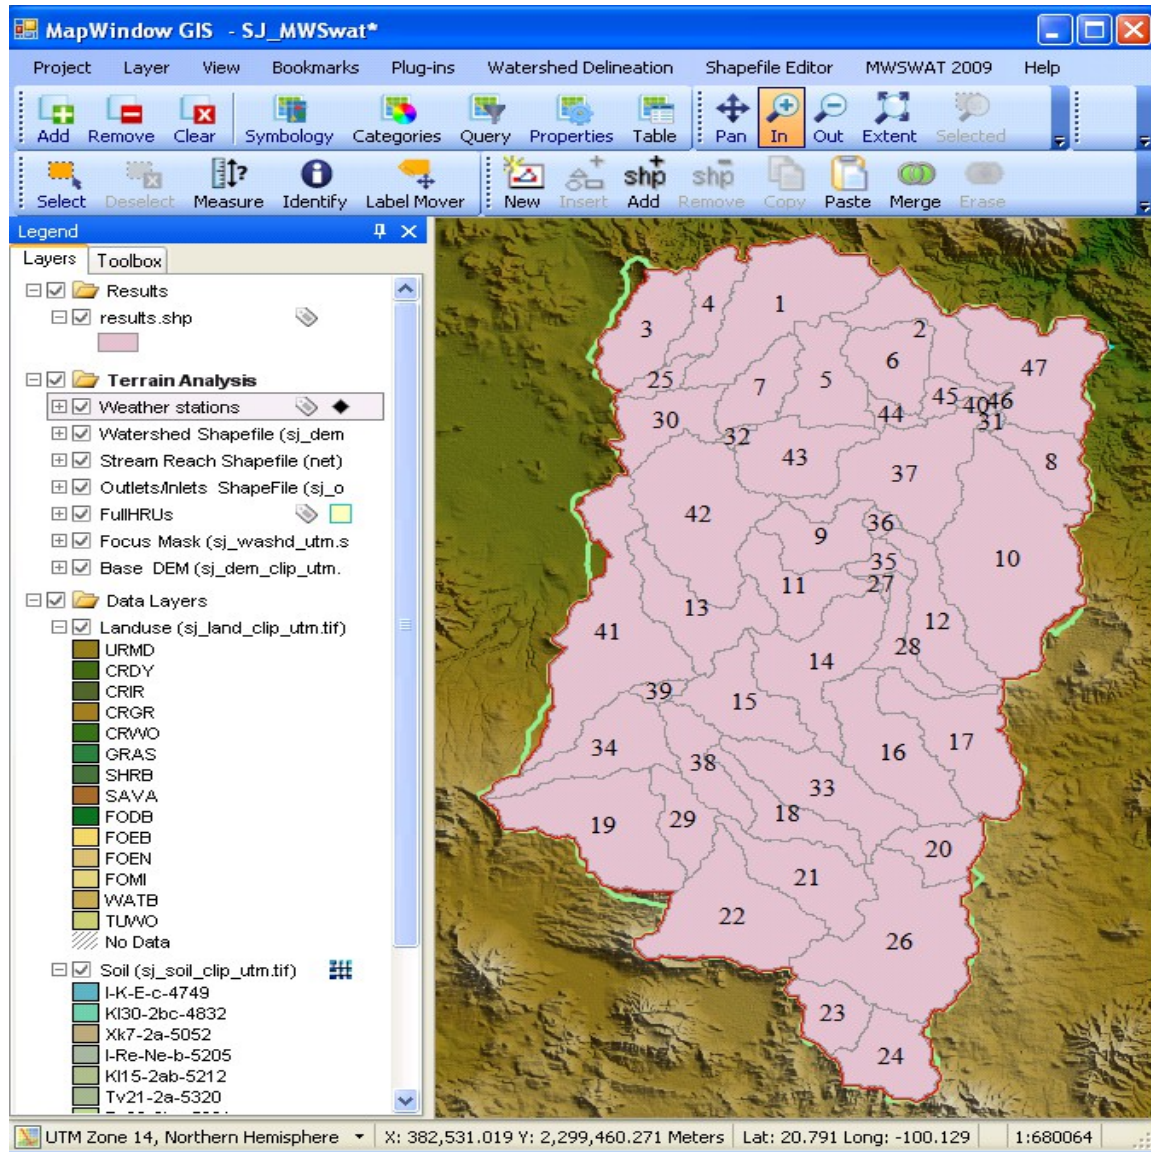 MapWindow GIS - SJ_MWSwat*
Project Layer View Bookmarks Plug-ins Watershed Delineation Shapefile Editor MWSWAT 2009 Help
Add Remove Clear Symbology Categories Query Properties Table Pan In Out Extent Selected
shp shp
Select Deselect Measure Identify Label Mover New Insert Add Remove Copy Paste Merge Erase
Legend
Layers Toolbox
Results
results.shp
Terrain Analysis
Weather stations
Watershed Shapefile (sj_dem
Stream Reach Shapefile (net)
Outlets/Inlets ShapeFile (sj_o
FullHRUs
Focus Mask (sj_washd_utm.s
Base DEM (sj_dem_clip_utm.
Data Layers
Landuse (sj_land_clip_utm.tif)
URMD
CRDY
CRIR
CRGR
CRWO
GRAS
SHRB
SAVA
FODB
FOEB
FOEN
FOMI
WATB
TUWO
No Data
Soil (sj_soil_clip_utm.tif)
I-K-E-c-4749
Kl30-2bc-4832
Xk7-2a-5052
I-Re-Ne-b-5205
Kl15-2ab-5212
Tv21-2a-5320
4 1
3 2
6 47
25 7 5
45 40 46
30 44 31
32
43 8
37
42 36
9
35 10
11 27
13
41 12
28
14
39
15
34 16 17
38
33
18
19 29
20
21
22
26
23
24
UTM Zone 14, Northern Hemisphere X: 382,531.019 Y: 2,299,460.271 Meters Lat: 20.791 Long: -100.129 1:680064